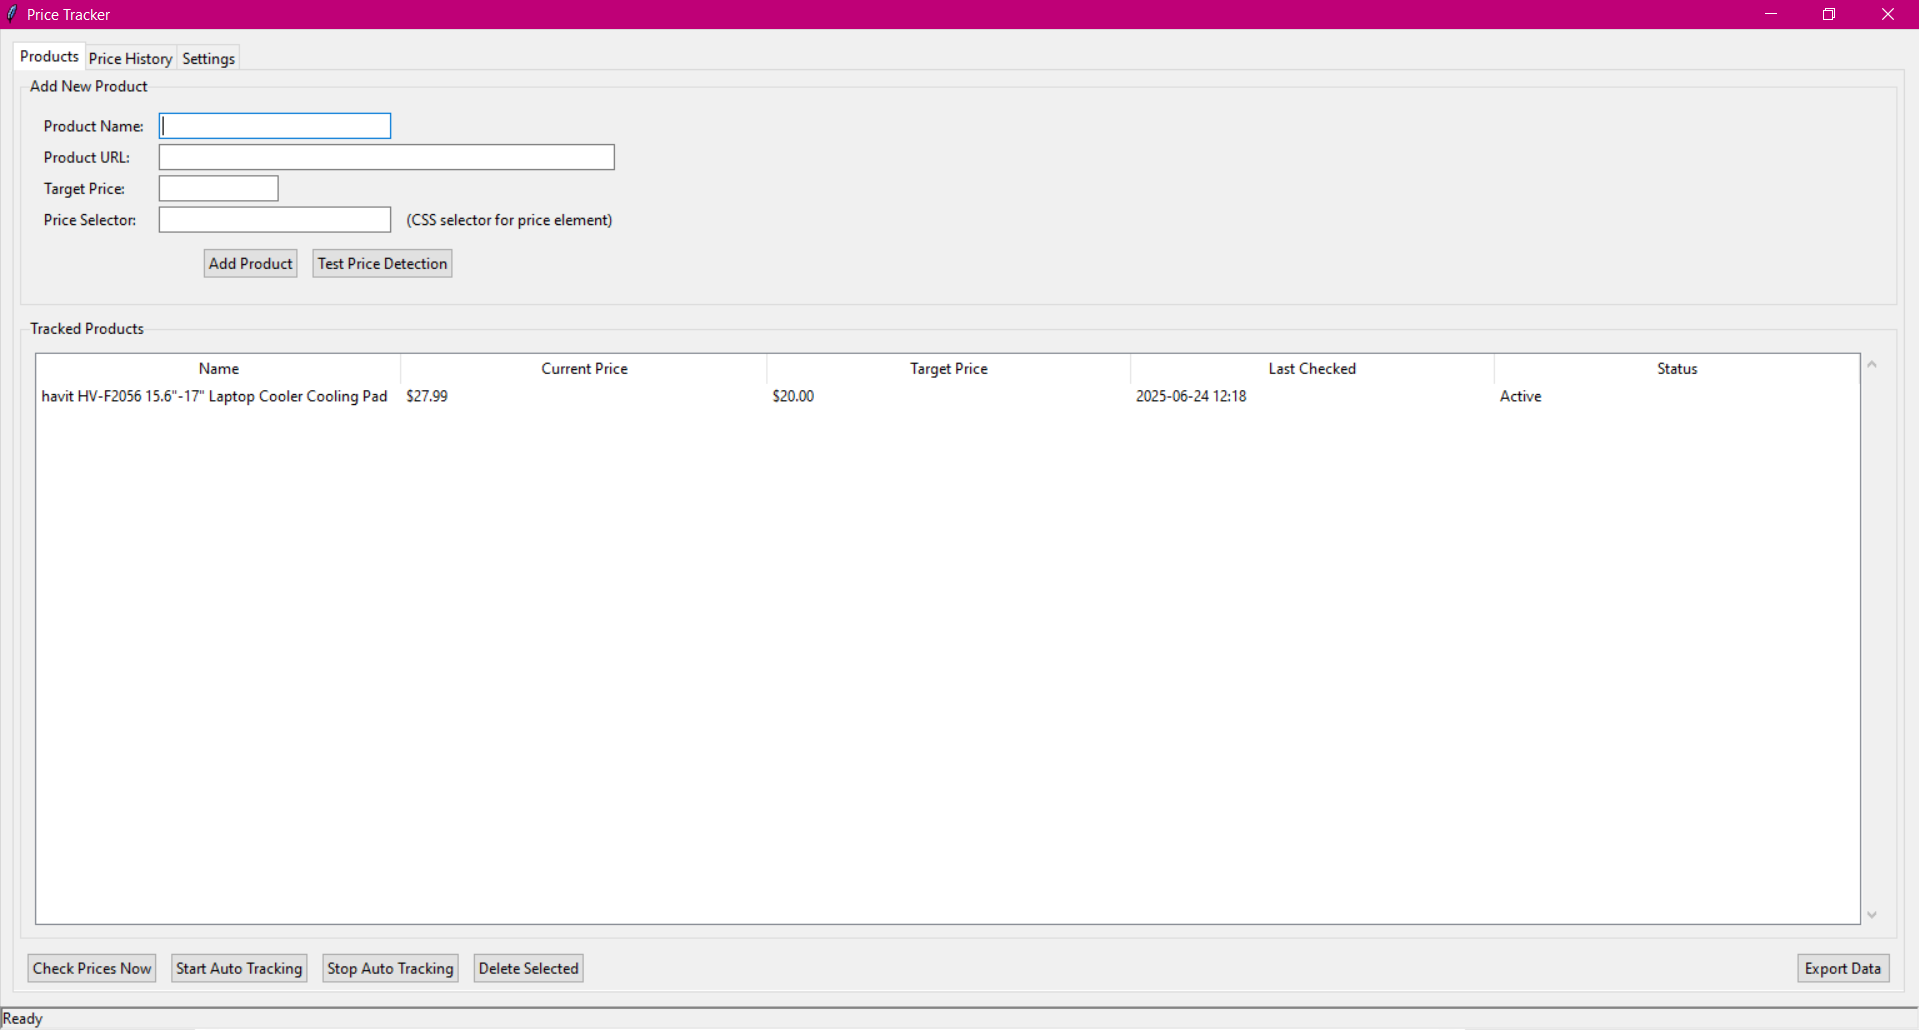 Price Tracker
Products Price History Settings
Add New Product
Product Name:
Product URL:
Target Price:
Price Selector: (CSS selector for price element)
Add Product Test Price Detection
Tracked Products
Name Current Price Target Price Last Checked Status
havit HV-F2056 15.6"-17" Laptop Cooler Cooling Pad $27.99 $20.00 2025-06-24 12:18 Active
Check Prices Now Start Auto Tracking Stop Auto Tracking Delete Selected Export Data
Ready